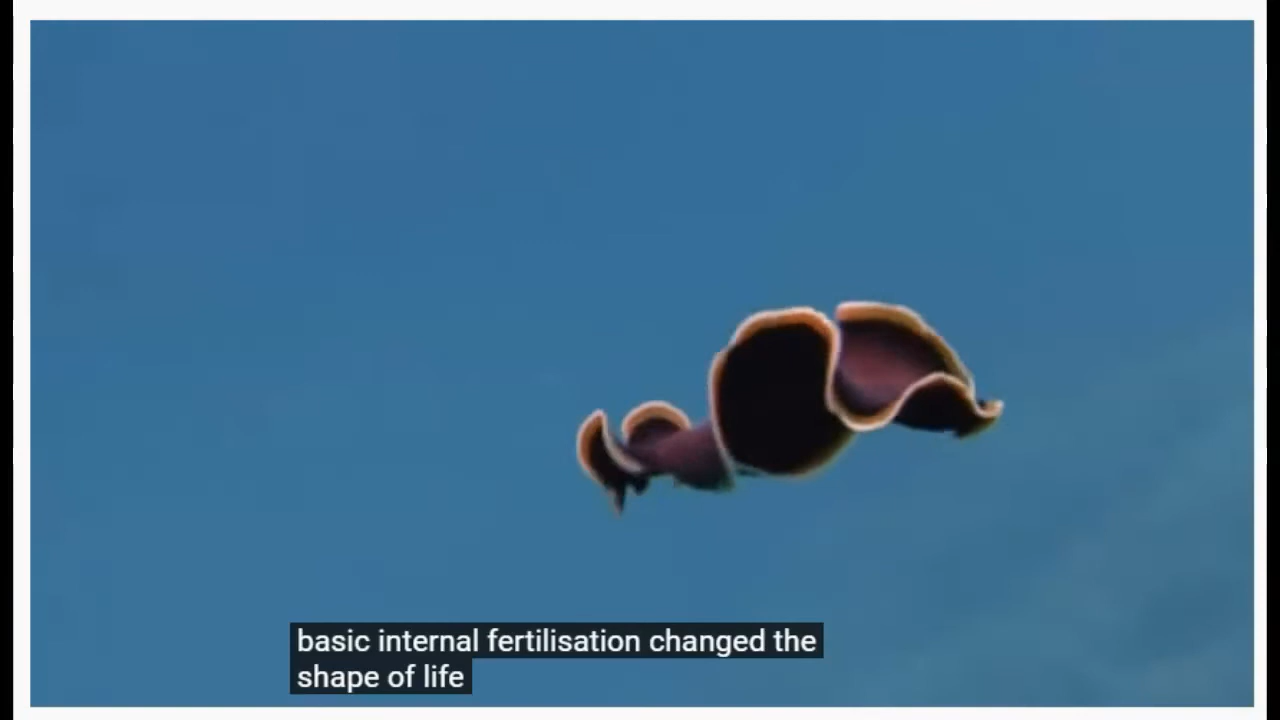 basic internal fertilisation changed the
shape of life